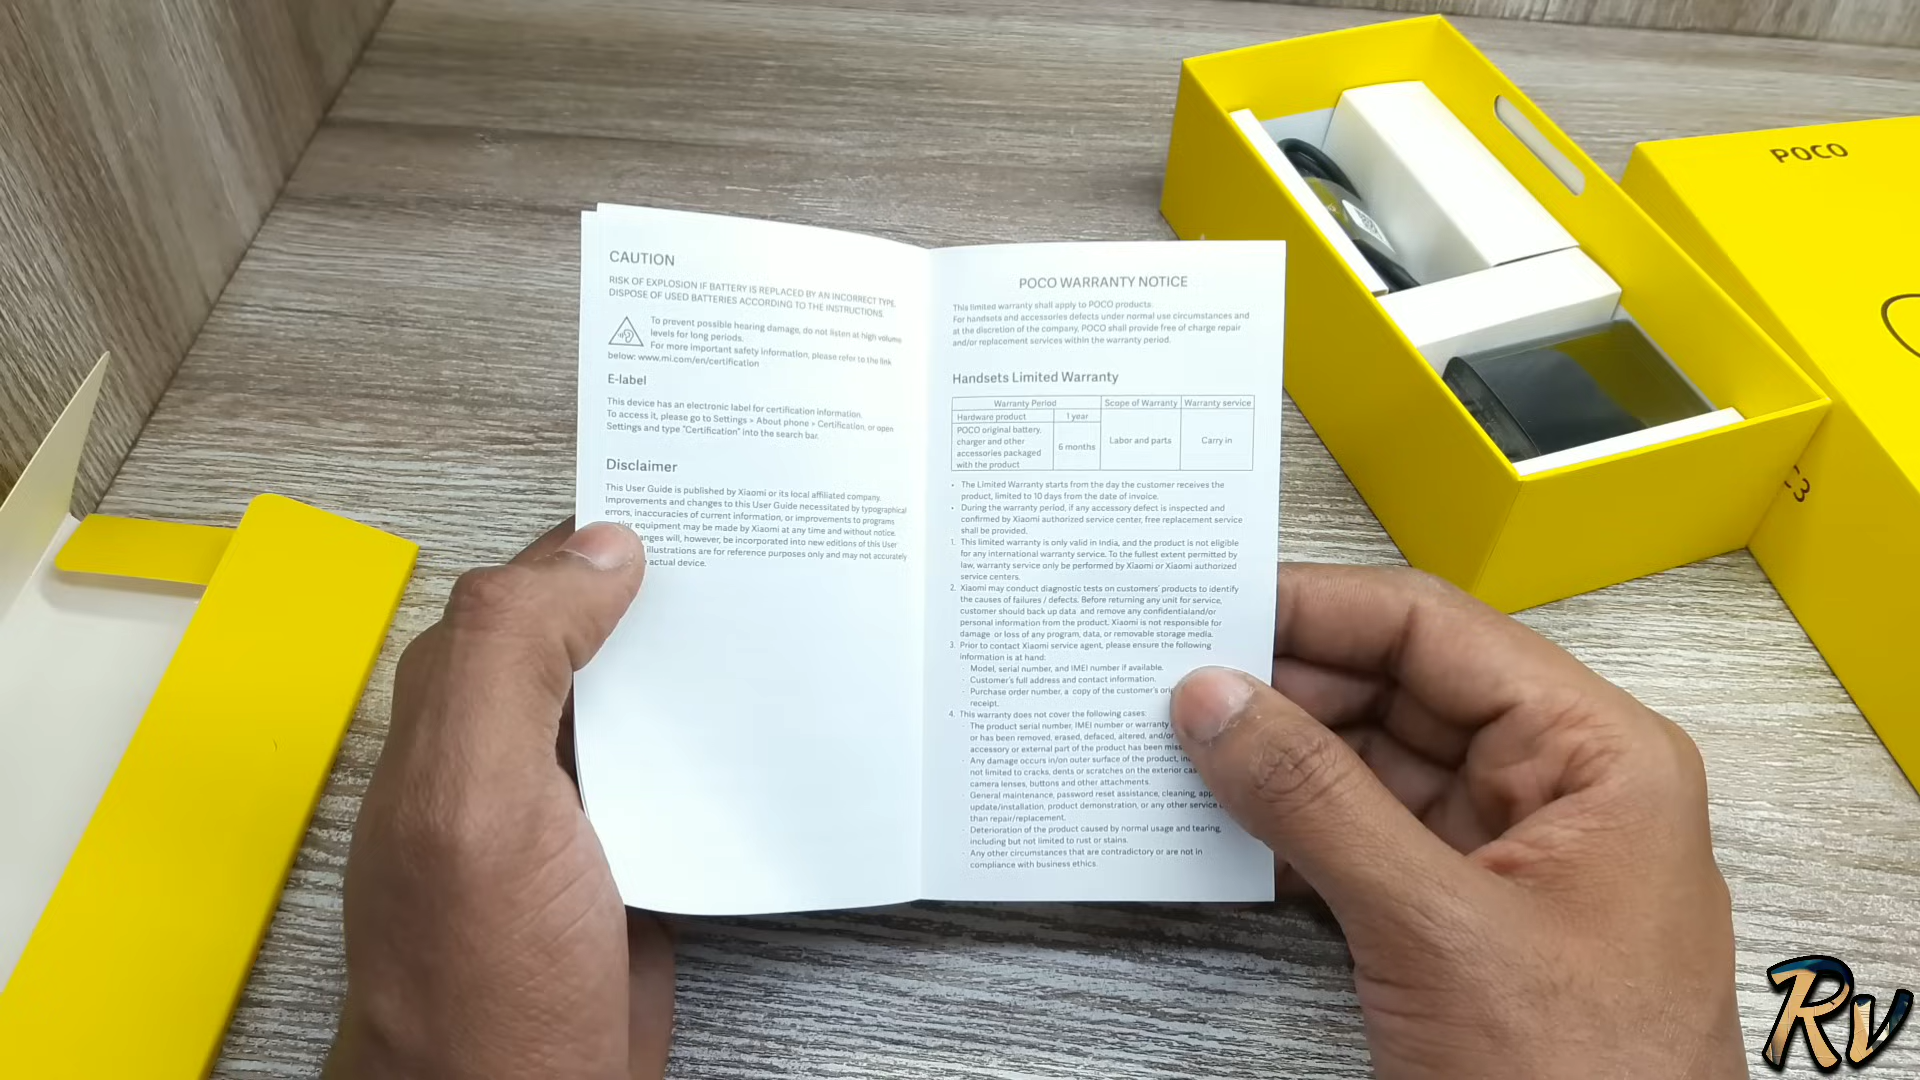 CAUTION
RISK OF EXPLOSION IF BATTERY IS REPLACED BY AN INCORRECT TYPE.
DISPOSE OF USED BATTERIES ACCORDING TO THE INSTRUCTIONS
To prevent possible hearing damage, do not listen at high volume
levels for long periods.
For more important safety information, please refer to the link
below: www.mi.com/en/certification
E-label
This device has an electronic label for certification information.
To access it, please go to Settings > About phone > Certification, or open
Settings and type "Certification" into the search bar.
Disclaimer
This User Guide is published by Xiaomi or its local affiliated company.
Improvements and changes to this User Guide necessitated by typographical
errors, inaccuracies of current information, or improvements to programs
equipment may be made by Xiaomi at any time and without notice.
will, however, be incorporated into new editions of this User
illustrations are for reference purposes only and may not accurately
actual device.
POCO WARRANTY NOTICE
This limited warranty shall apply to POCO products.
For handsets and accessories defects under normal use circumstances and
at the discretion of the company, POCO shall provide free of charge repair
and/or replacement services within the warranty period.
Handsets Limited Warranty
Warranty Period Scope of Warranty Warranty service
Hardware product 1 year
POCO original battery,
charger and other
accessories packaged
with the product
6 months
Labor and parts
Carry in
• The Limited Warranty starts from the day the customer receives the
product, limited to 10 days from the date of invoice.
• During the warranty period, if any accessory defect is inspected and
confirmed by Xiaomi authorized service center, free replacement service
shall be provided.
1. This limited warranty is only valid in India, and the product is not eligible
for any international warranty service. To the fullest extent permitted by
law, warranty service only be performed by Xiaomi or Xiaomi authorized
service centers.
2. Xiaomi may conduct diagnostic tests on customers' products to identify
the causes of failures / defects. Before returning any unit for service,
customer should back up data and remove any confidentialand/or
personal information from the product. Xiaomi is not responsible for
damage or loss of any program, data, or removable storage media.
3. Prior to contact Xiaomi service agent, please ensure the following
information is at hand:
· Model, serial number, and IMEI number if available.
· Customer's full address and contact information.
· Purchase order number, a copy of the customer's
receipt.
4. This warranty does not cover the following cases:
· The product serial number, IMEI number or warranty
or has been removed, erased, defaced, altered, and/or
accessory or external part of the product has been
· Any damage occurs in/on outer surface of the product,
not limited to cracks, dents or scratches on the exterior
camera lenses, buttons and other attachments.
· General maintenance, password reset assistance, cleaning,
update/installation, product demonstration, or any other service
than repair/replacement.
· Deterioration of the product caused by normal usage and tearing,
including but not limited to rust or stains.
· Any other circumstances that are contradictory or are not in
compliance with business ethics.
POCO
C3
Rv